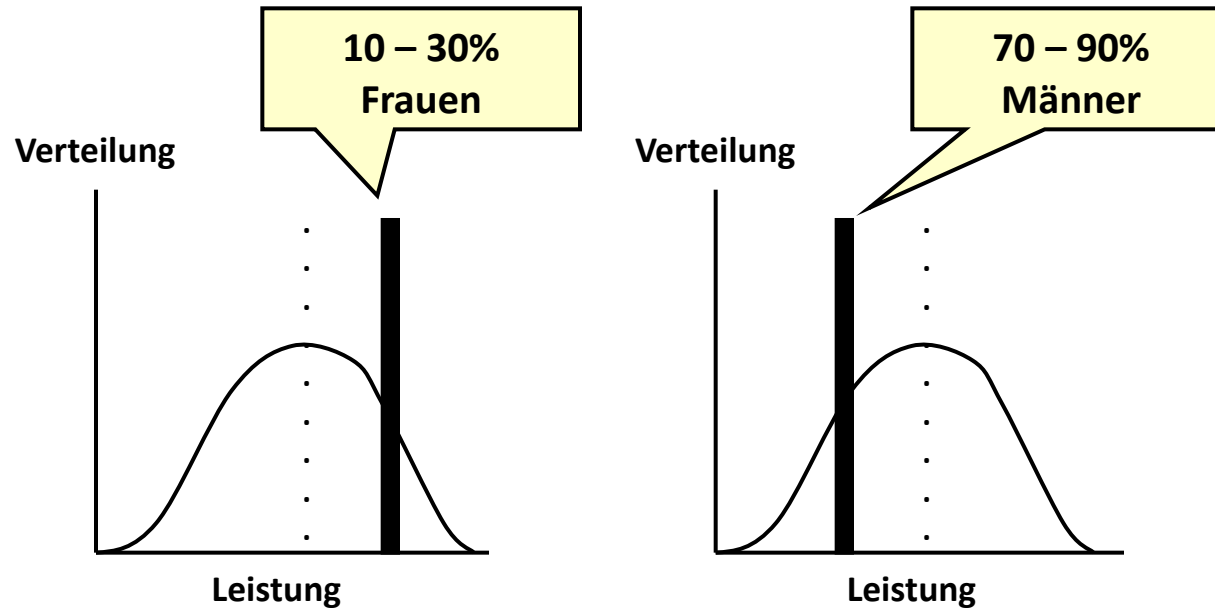 10 – 30%
Frauen
70 – 90%
Männer
Verteilung
Verteilung
Leistung
Leistung